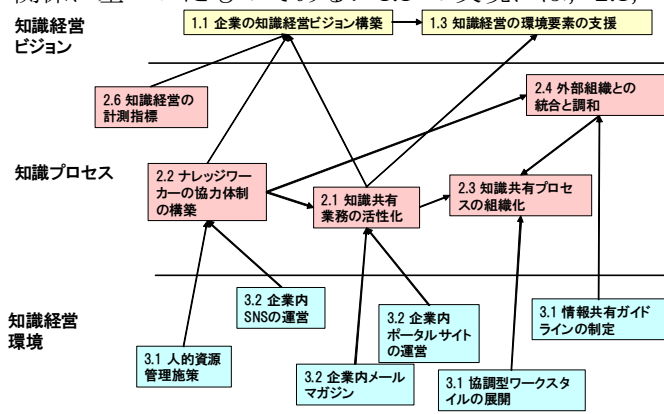 知識経営
ビジョン
1.1 企業の知識経営ビジョン構築
1.3 知識経営の環境要素の支援
2.6 知識経営の
計測指標
2.4 外部組織との
統合と調和
知識プロセス
2.2 ナレッジワー
カーの協力体制
の構築
2.1 知識共有
業務の活性化
2.3 知識共有プロセ
スの組織化
知識経営
環境
3.2 企業内
SNSの運営
3.1 人的資源
管理施策
3.2 企業内メール
マガジン
3.2 企業内
ポータルサイト
の運営
3.1 協調型ワークスタ
イルの展開
3.1 情報共有ガイド
ラインの制定